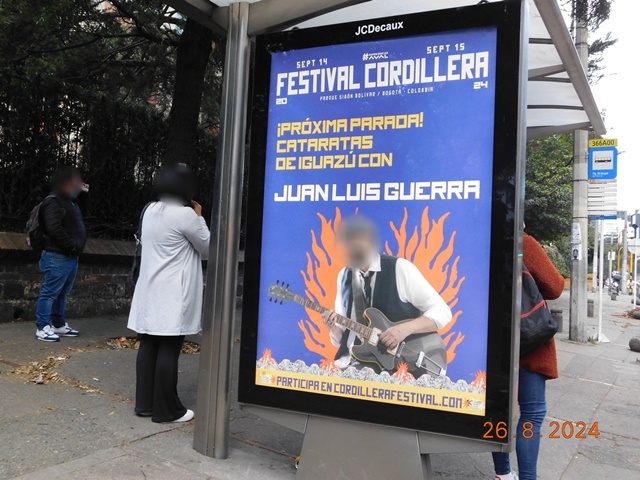 JCDecaux
SEPT 14
#AVAL
SEPT 15
FESTIVAL CORDILLERA
20
PARQUE SIMÓN BOLÍVAR / BOGOTÁ - COLOMBIA
24
¡PRÓXIMA PARADA!
CATARATAS
DE IGUAZÚ CON
JUAN LUIS GUERRA
PARTICIPA EN CORDILLERAFESTIVAL.COM
366A00
26 8 2024